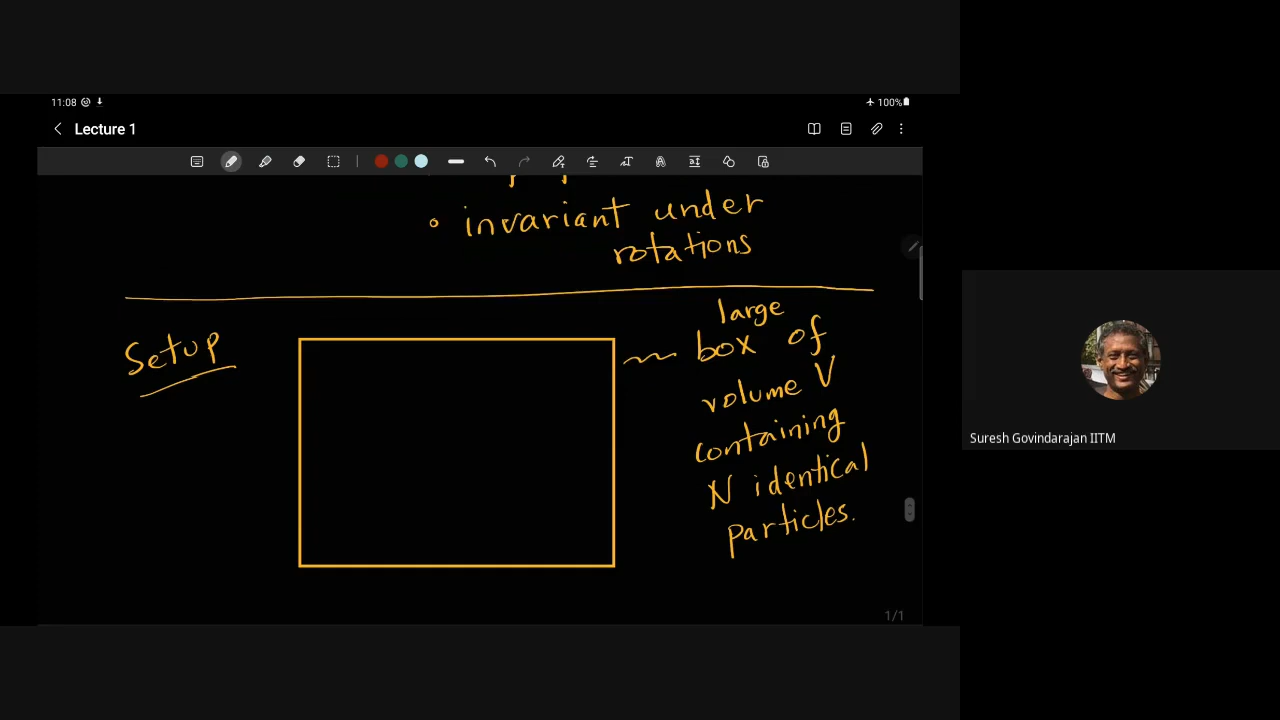 11:08
100%
Lecture 1
• invariant under
rotations
Setup
large
box of
volume V
containing
N identical
particles.
1/1
Suresh Govindarajan IITM